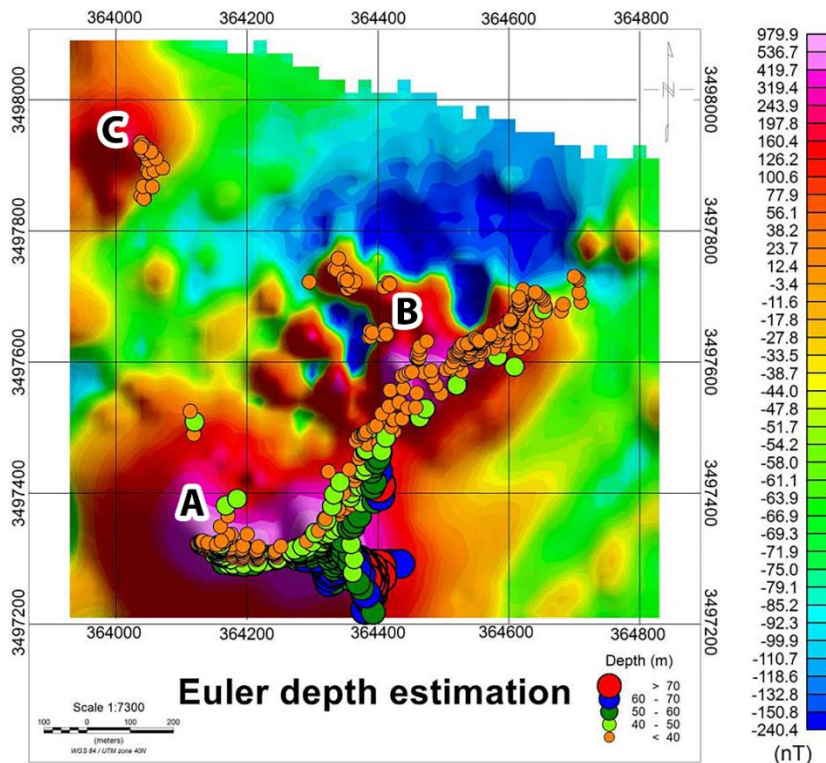 364000 364200 364400 364600 364800
3498000 3498000
3497800 3497800
3497600 3497600
3497400 3497400
3497200 3497200
C
B
A
N
364000 364200 364400 364600 364800
Euler depth estimation
Scale 1:7300
100 0 100 200
(meters)
WGS 84 / UTM zone 40N
Depth (m)
> 70
60 - 70
50 - 60
40 - 50
< 40
979.9
536.7
419.7
319.4
243.9
197.8
160.4
126.2
100.6
77.9
56.1
38.2
23.7
12.4
-3.4
-11.6
-20.0
-27.8
-33.5
-38.7
-44.0
-47.8
-51.2
-54.2
-58.0
-61.1
-63.9
-66.9
-69.3
-71.9
-75.0
-79.1
-85.2
-92.3
-99.9
-110.7
-118.6
-132.8
-150.8
-240.4
(nT)